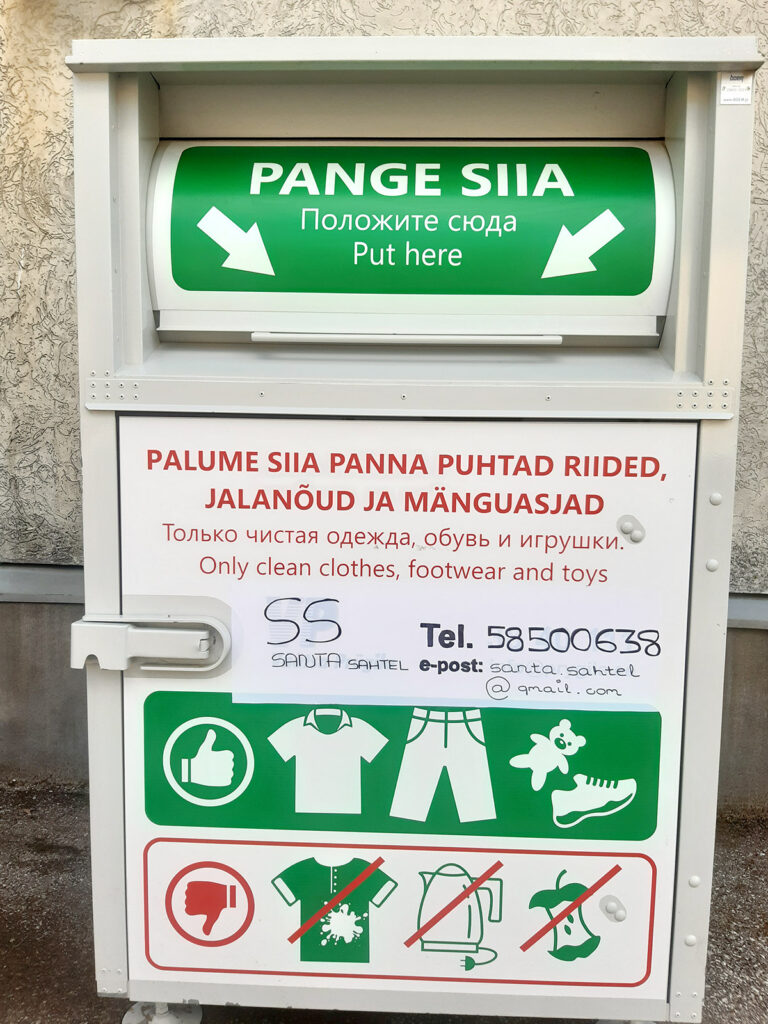 PANGE SIIA
Положите сюда
Put here
PALUME SIIA PANNA PUHTAD RIIDED,
JALANÕUD JA MÄNGUASJAD
Только чистая одежда, обувь и игрушки.
Only clean clothes, footwear and toys
SS
SANTA SAHTEL
Tel. 58500638
e-post: santa.sahtel
@gmail.com